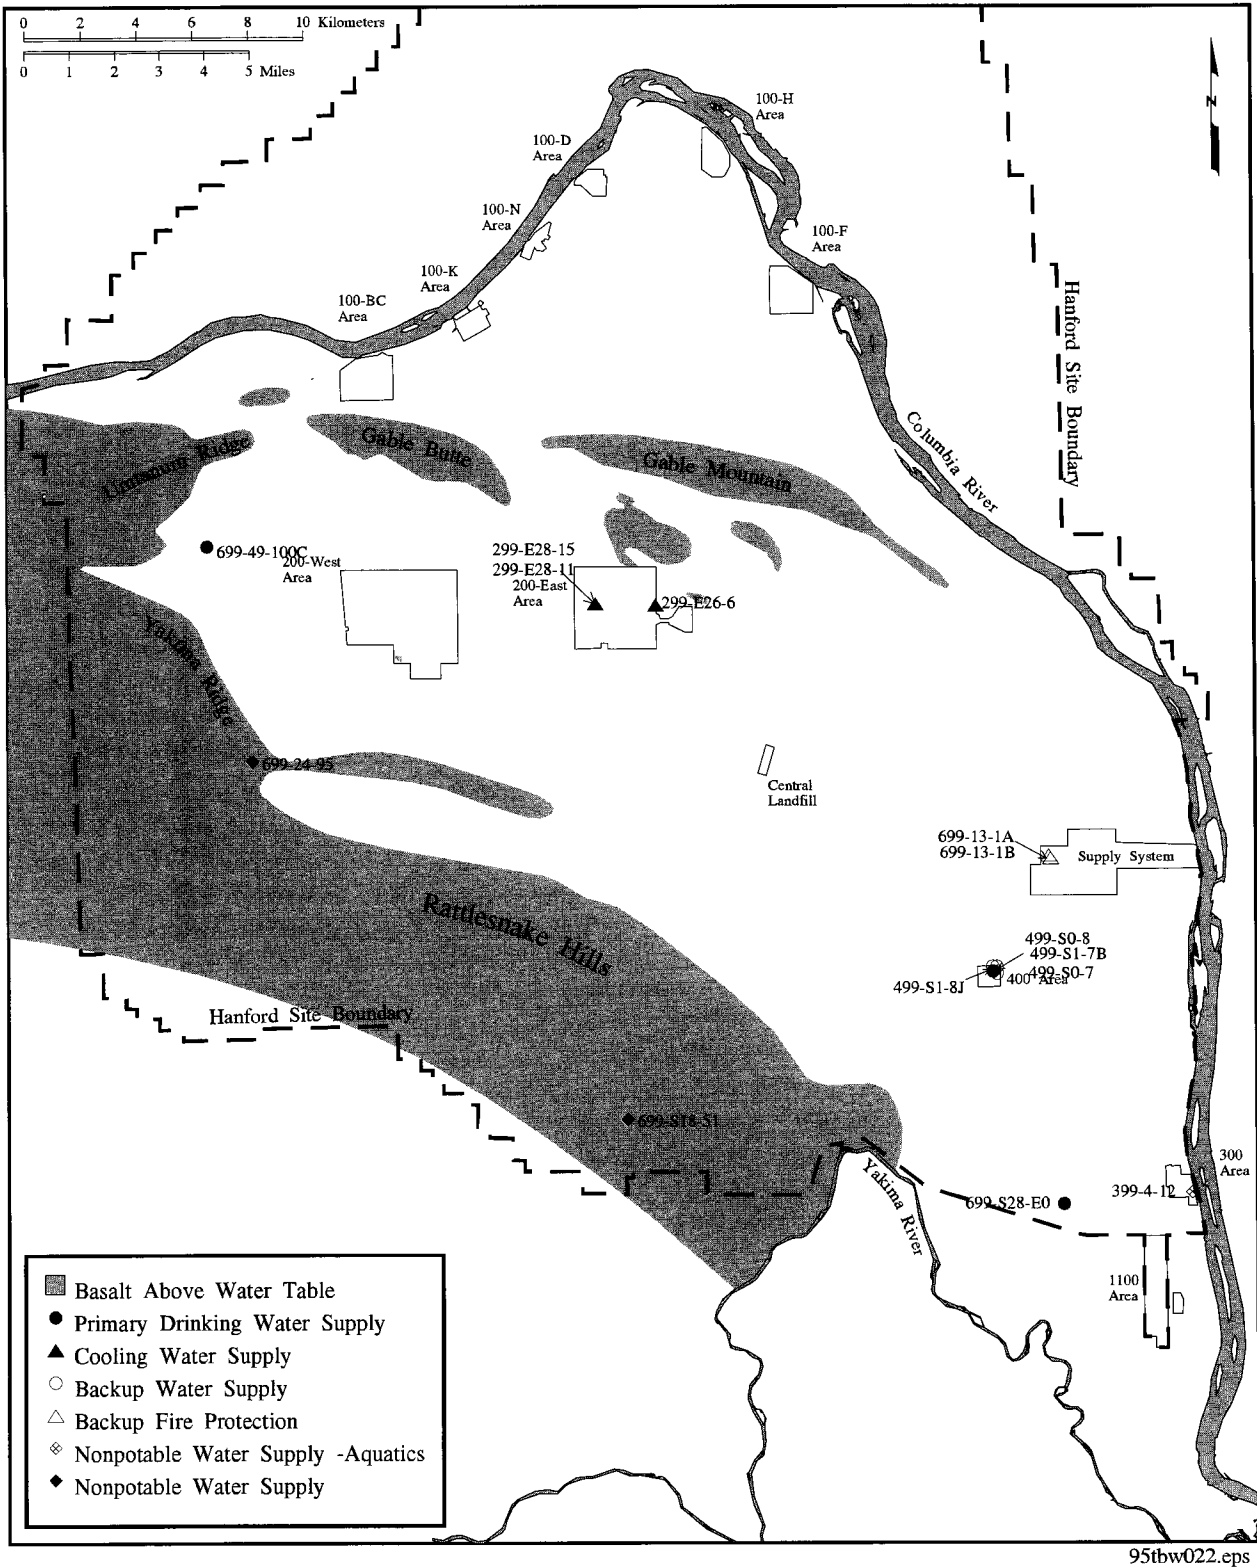 0 2 4 6 8 10 Kilometers
0 1 2 3 4 5 Miles
N
100-H
Area
100-D
Area
100-N
Area
100-F
Area
100-K
Area
100-BC
Area
Hanford Site Boundary
Columbia River
Umtanum Ridge
Gable Butte
Gable Mountain
699-49-100C
200-West
Area
299-E28-15
299-E28-11
200-East
Area
299-E26-6
Yakima Ridge
699-24-95
Central
Landfill
699-13-1A
699-13-1B
Supply System
Rattlesnake Hills
499-S0-8
499-S1-7B
499-S0-7
400 Area
499-S1-8J
Hanford Site Boundary
699-S18-51
300
Area
399-4-12
Yakima River
699-S28-E0
1100
Area
Basalt Above Water Table
Primary Drinking Water Supply
Cooling Water Supply
Backup Water Supply
Backup Fire Protection
Nonpotable Water Supply -Aquatics
Nonpotable Water Supply
95tbw022.eps